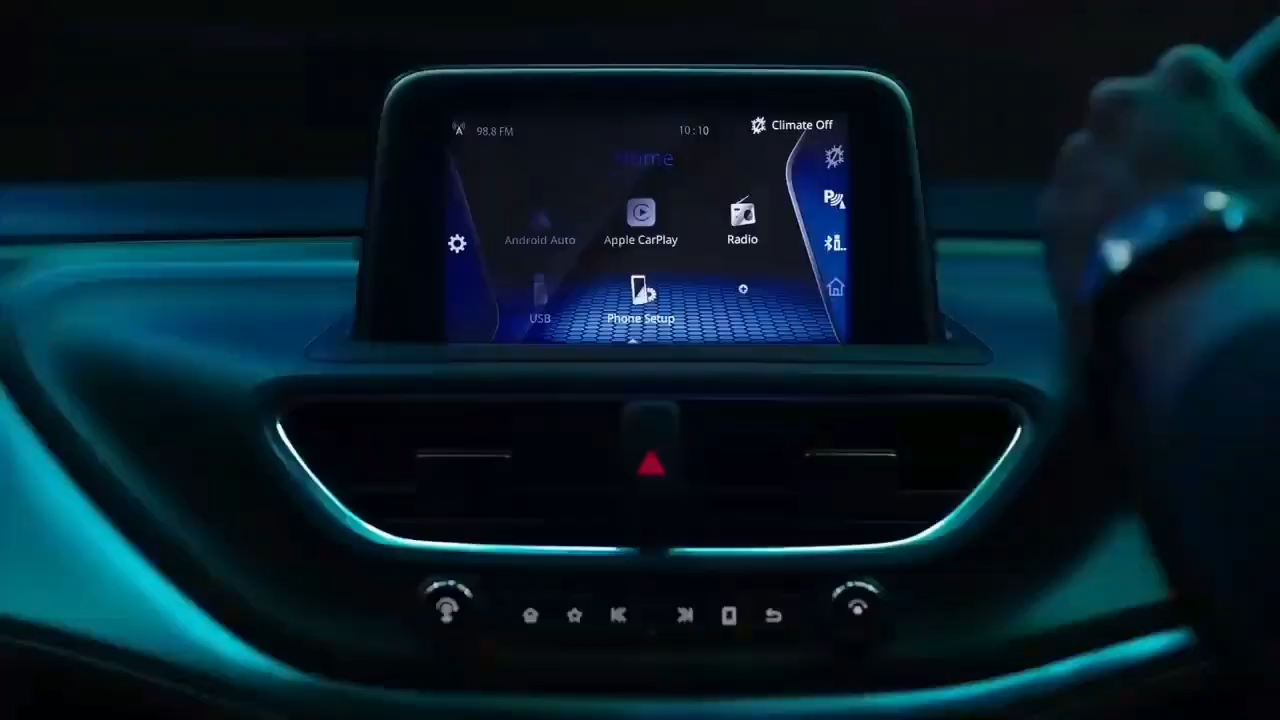 98.8 FM
10:10
Climate Off
Home
Android Auto
Apple CarPlay
Radio
USB
Phone Setup